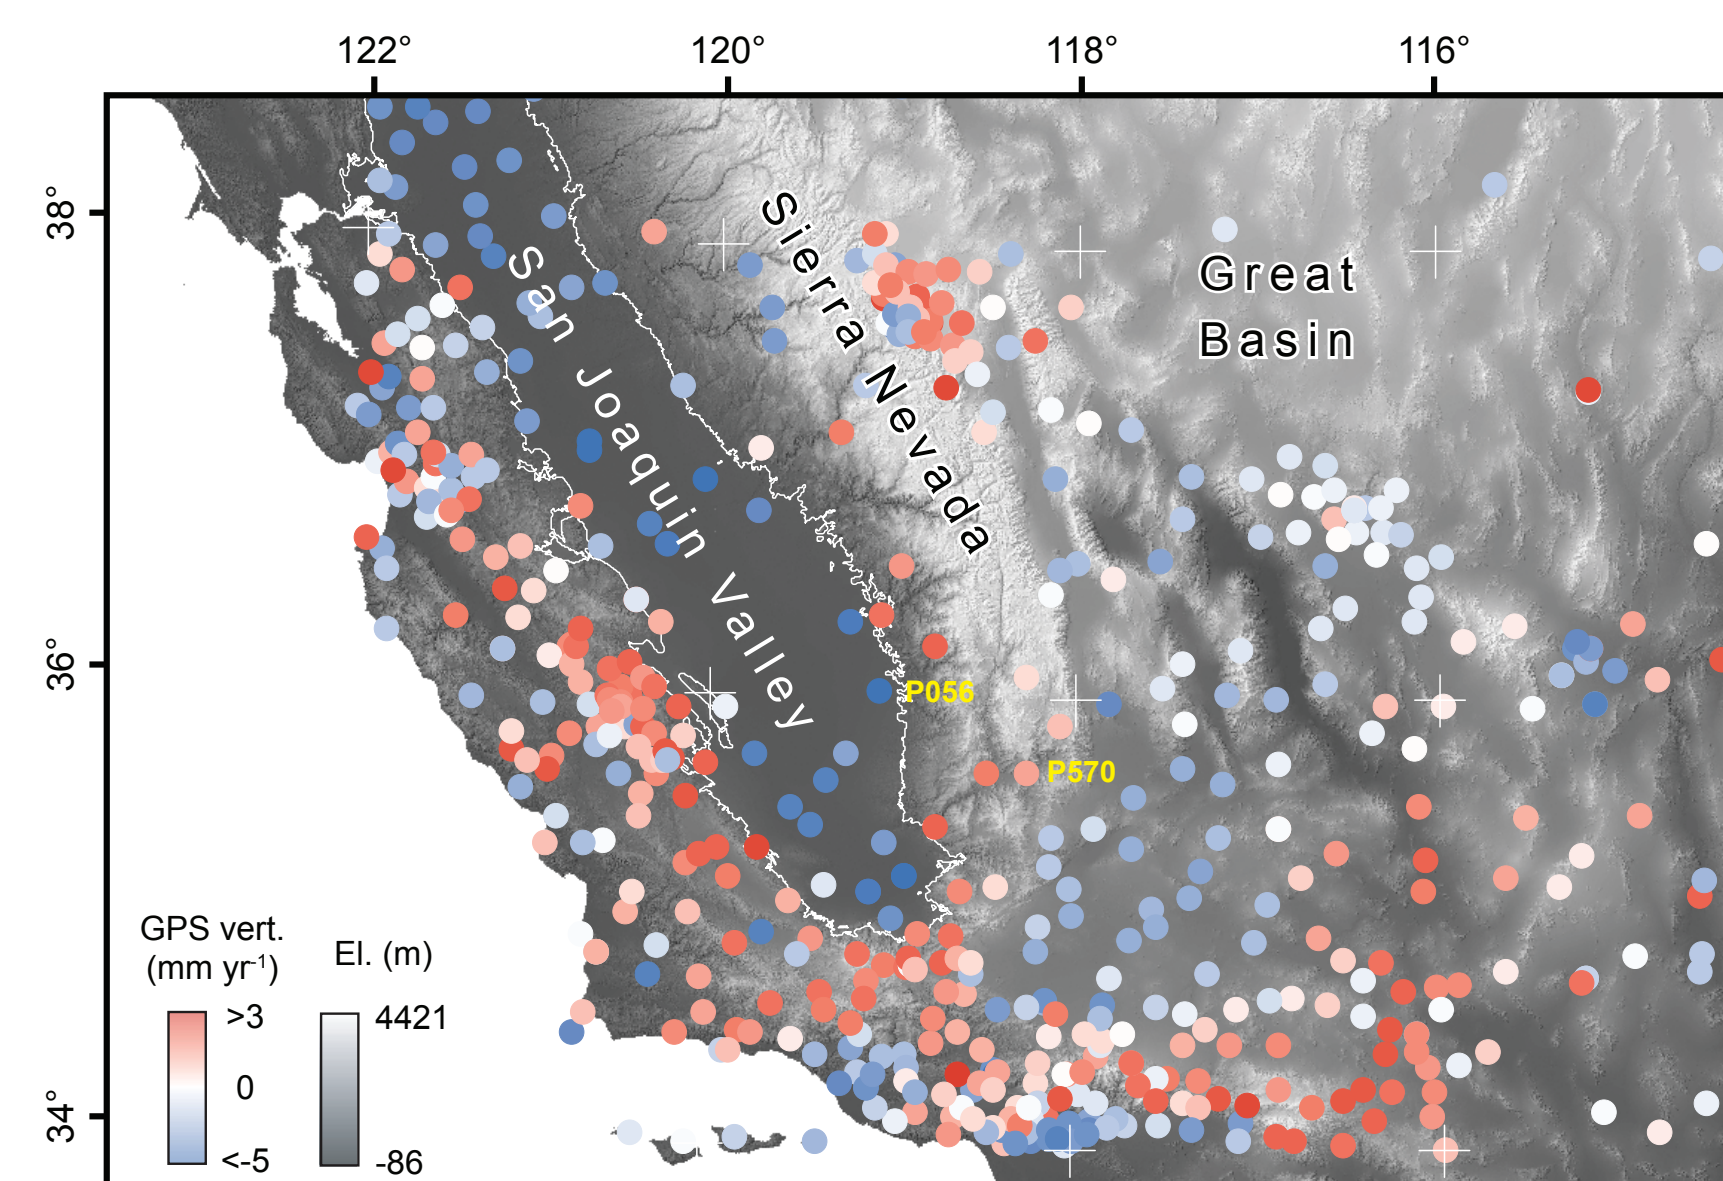 122° 120° 118° 116°
38°
36°
34°
San Joaquin Valley
Sierra Nevada
Great
Basin
P056
P570
GPS vert.
(mm yr-1)
>3
0
<-5
El. (m)
4421
-86